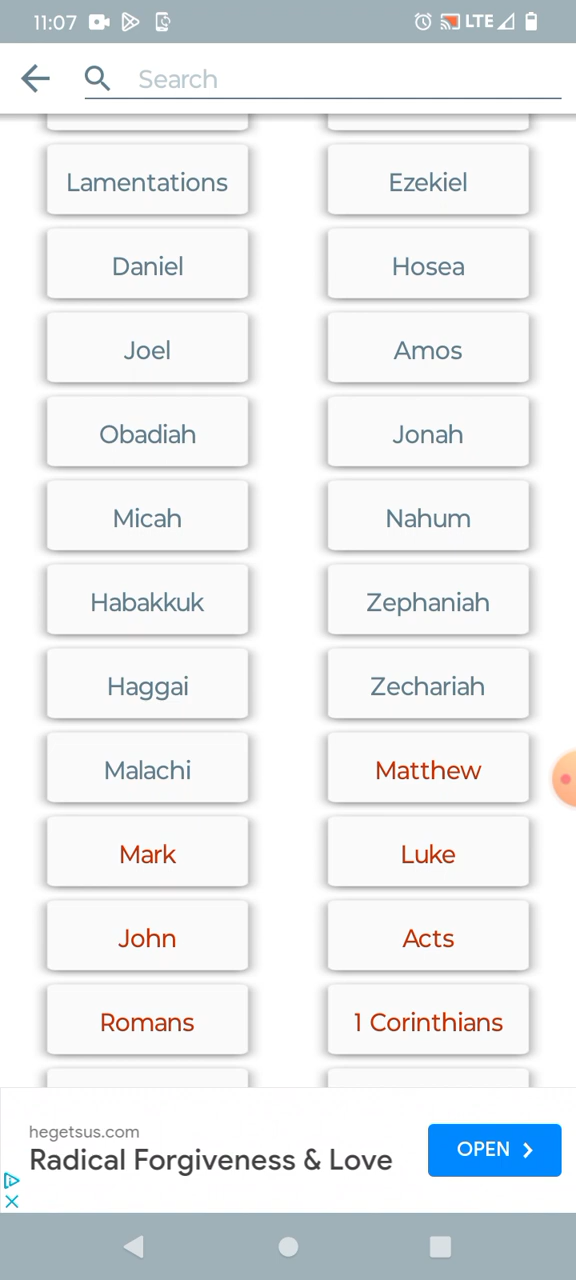 11:07
LTE
Search
Lamentations
Ezekiel
Daniel
Hosea
Joel
Amos
Obadiah
Jonah
Micah
Nahum
Habakkuk
Zephaniah
Haggai
Zechariah
Malachi
Matthew
Mark
Luke
John
Acts
Romans
1 Corinthians
hegetsus.com
Radical Forgiveness & Love
OPEN